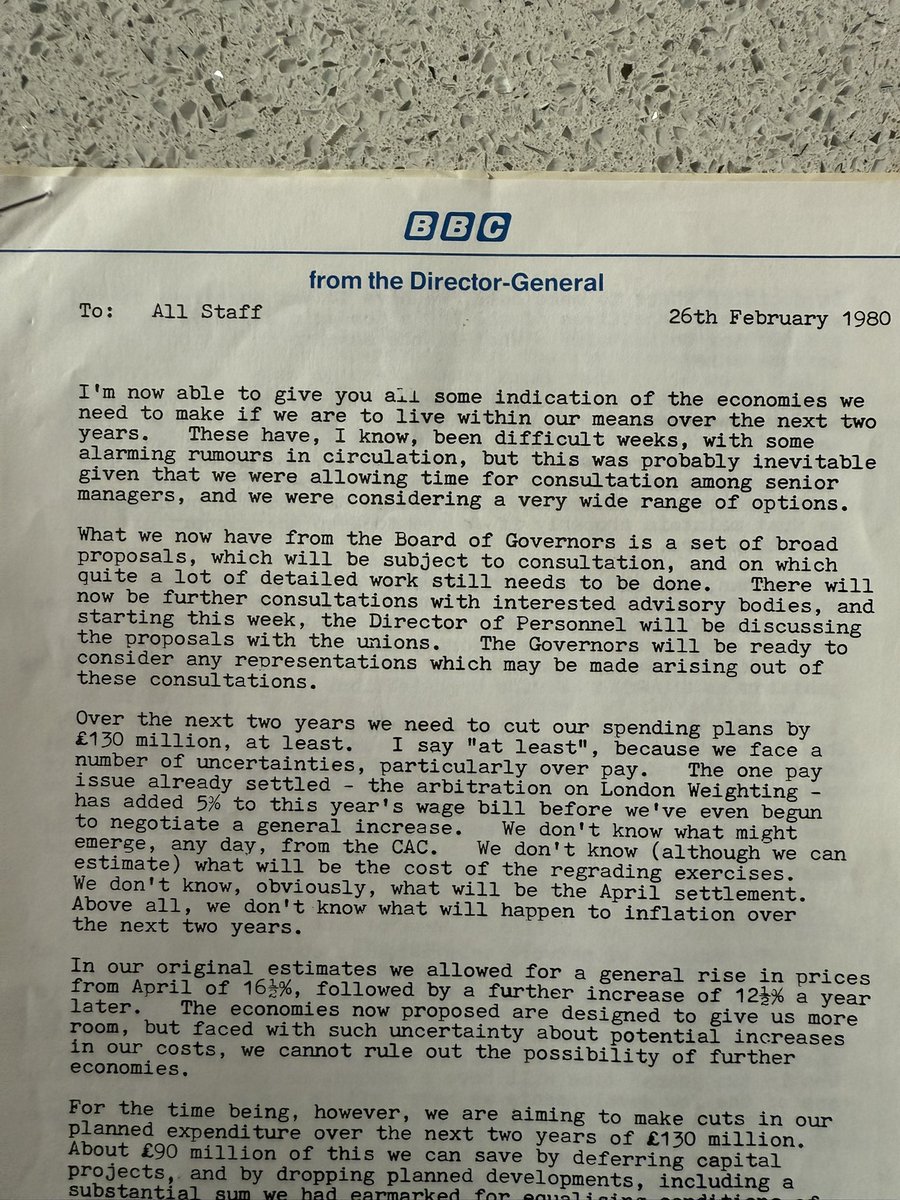 BBC
from the Director-General
To: All Staff 26th February 1980
I'm now able to give you all some indication of the economies we
need to make if we are to live within our means over the next two
years. These have, I know, been difficult weeks, with some
alarming rumours in circulation, but this was probably inevitable
given that we were allowing time for consultation among senior
managers, and we were considering a very wide range of options.
What we now have from the Board of Governors is a set of broad
proposals, which will be subject to consultation, and on which
quite a lot of detailed work still needs to be done. There will
now be further consultations with interested advisory bodies, and
starting this week, the Director of Personnel will be discussing
the proposals with the unions. The Governors will be ready to
consider any representations which may be made arising out of
these consultations.
Over the next two years we need to cut our spending plans by
£130 million, at least. I say "at least", because we face a
number of uncertainties, particularly over pay. The one pay
issue already settled - the arbitration on London Weighting -
has added 5% to this year's wage bill before we've even begun
to negotiate a general increase. We don't know what might
emerge, any day, from the CAC. We don't know (although we can
estimate) what will be the cost of the regrading exercises.
We don't know, obviously, what will be the April settlement.
Above all, we don't know what will happen to inflation over
the next two years.
In our original estimates we allowed for a general rise in prices
from April of 16½%, followed by a further increase of 12½% a year
later. The economies now proposed are designed to give us more
room, but faced with such uncertainty about potential increases
in our costs, we cannot rule out the possibility of further
economies.
For the time being, however, we are aiming to make cuts in our
planned expenditure over the next two years of £130 million.
About £90 million of this we can save by deferring capital
projects, and by dropping planned developments, including a
substantial sum we had earmarked for equalising conditions of